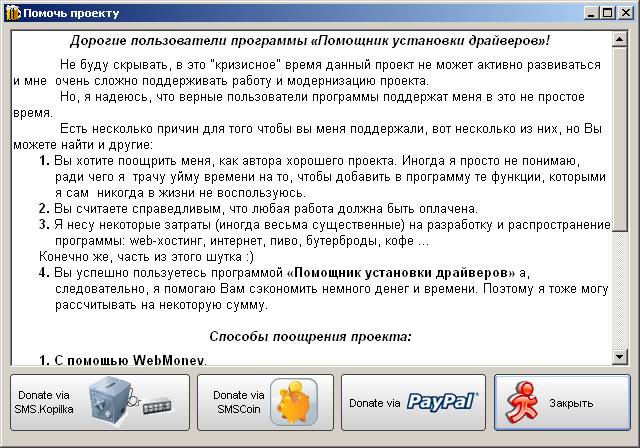 Помочь проекту
Дорогие пользователи программы «Помощник установки драйверов»!
Не буду скрывать, в это "кризисное" время данный проект не может активно развиваться
и мне очень сложно поддерживать работу и модернизацию проекта.
Но, я надеюсь, что верные пользователи программы поддержат меня в это не простое
время.
Есть несколько причин для того чтобы вы меня поддержали, вот несколько из них, но Вы
можете найти и другие:
1. Вы хотите поощрить меня, как автора хорошего проекта. Иногда я просто не понимаю,
ради чего я трачу уйму времени на то, чтобы добавить в программу те функции, которыми
я сам никогда в жизни не воспользуюсь.
2. Вы считаете справедливым, что любая работа должна быть оплачена.
3. Я несу некоторые затраты (иногда весьма существенные) на разработку и распространение
программы: web-хостинг, интернет, пиво, бутерброды, кофе ...
Конечно же, часть из этого шутка :)
4. Вы успешно пользуетесь программой «Помощник установки драйверов» а,
следовательно, я помогаю Вам сэкономить немного денег и времени. Поэтому я тоже могу
рассчитывать на некоторую сумму.
Способы поощрения проекта:
1. С помощью WebMoney.
Donate via
SMS.Kopilka
Donate via
SMSCoin
Donate via PayPal
Закрыть